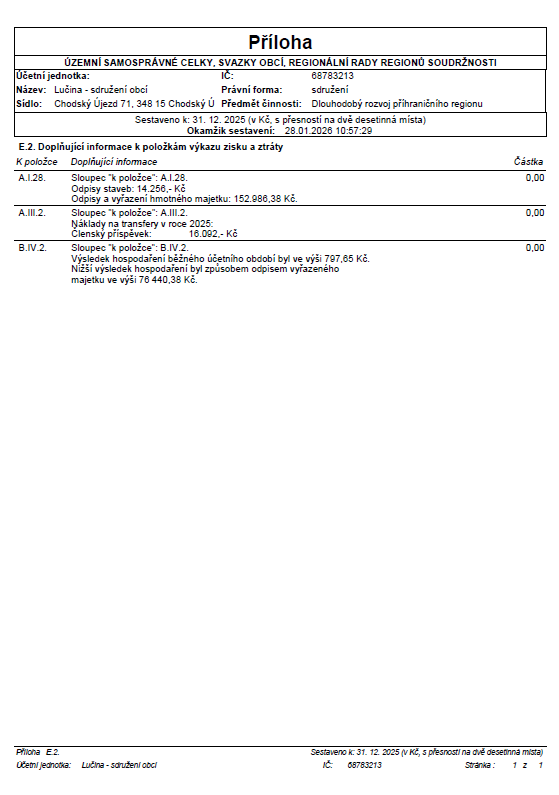 Příloha
ÚZEMNÍ SAMOSPRÁVNÉ CELKY, SVAZKY OBCÍ, REGIONÁLNÍ RADY REGIONŮ SOUDRŽNOSTI
Účetní jednotka: IČ: 68783213
Název: Lučina - sdružení obcí Právní forma: sdružení
Sídlo: Chodský Újezd 71, 348 15 Chodský Ú Předmět činnosti: Dlouhodobý rozvoj příhraničního regionu
Sestaveno k: 31. 12. 2025 (v Kč, s přesností na dvě desetinná místa)
Okamžik sestavení: 28.01.2026 10:57:29
E.2. Doplňující informace k položkám výkazu zisku a ztráty
K položce Doplňující informace Částka
A.I.28. Sloupec "k položce": A.I.28. 0,00
Odpisy staveb: 14.256,- Kč
Odpisy a vyřazení hmotného majetku: 152.986,38 Kč.
A.III.2. Sloupec "k položce": A.III.2. 0,00
Náklady na transfery v roce 2025:
Členský příspěvek: 16.092,- Kč
B.IV.2. Sloupec "k položce": B.IV.2. 0,00
Výsledek hospodaření běžného účetního období byl ve výši 797,65 Kč.
Nižší výsledek hospodaření byl způsobem odpisem vyřazeného
majetku ve výši 76 440,38 Kč.
Příloha E.2. Sestaveno k: 31. 12. 2025 (v Kč, s přesností na dvě desetinná místa)
Účetní jednotka: Lučina - sdružení obcí IČ: 68783213 Stránka : 1 z 1